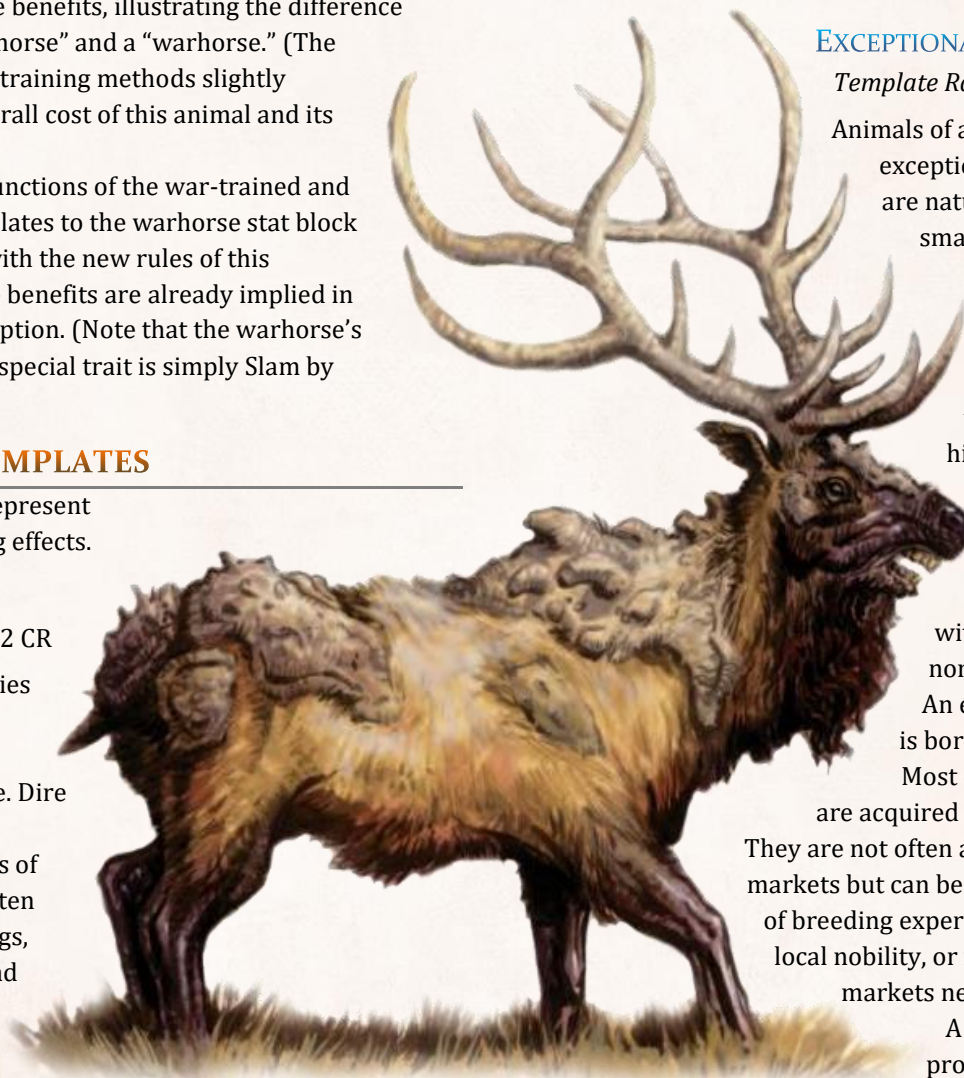 e benefits, illustrating the difference
horse” and a “warhorse.” (The
training methods slightly
rall cost of this animal and its
unctions of the war-trained and
lates to the warhorse stat block
with the new rules of this
benefits are already implied in
ption. (Note that the warhorse’s
special trait is simply Slam by
MPLATES
epresent
g effects.
2 CR
ies
e. Dire
s of
ten
gs,
nd
EXCEPTIONA
Template Ra
Animals of a
exceptio
are natu
sma
hi
wit
nor
An e
is bor
Most
are acquired
They are not often a
markets but can be
of breeding exper
local nobility, or
markets ne
A
pro